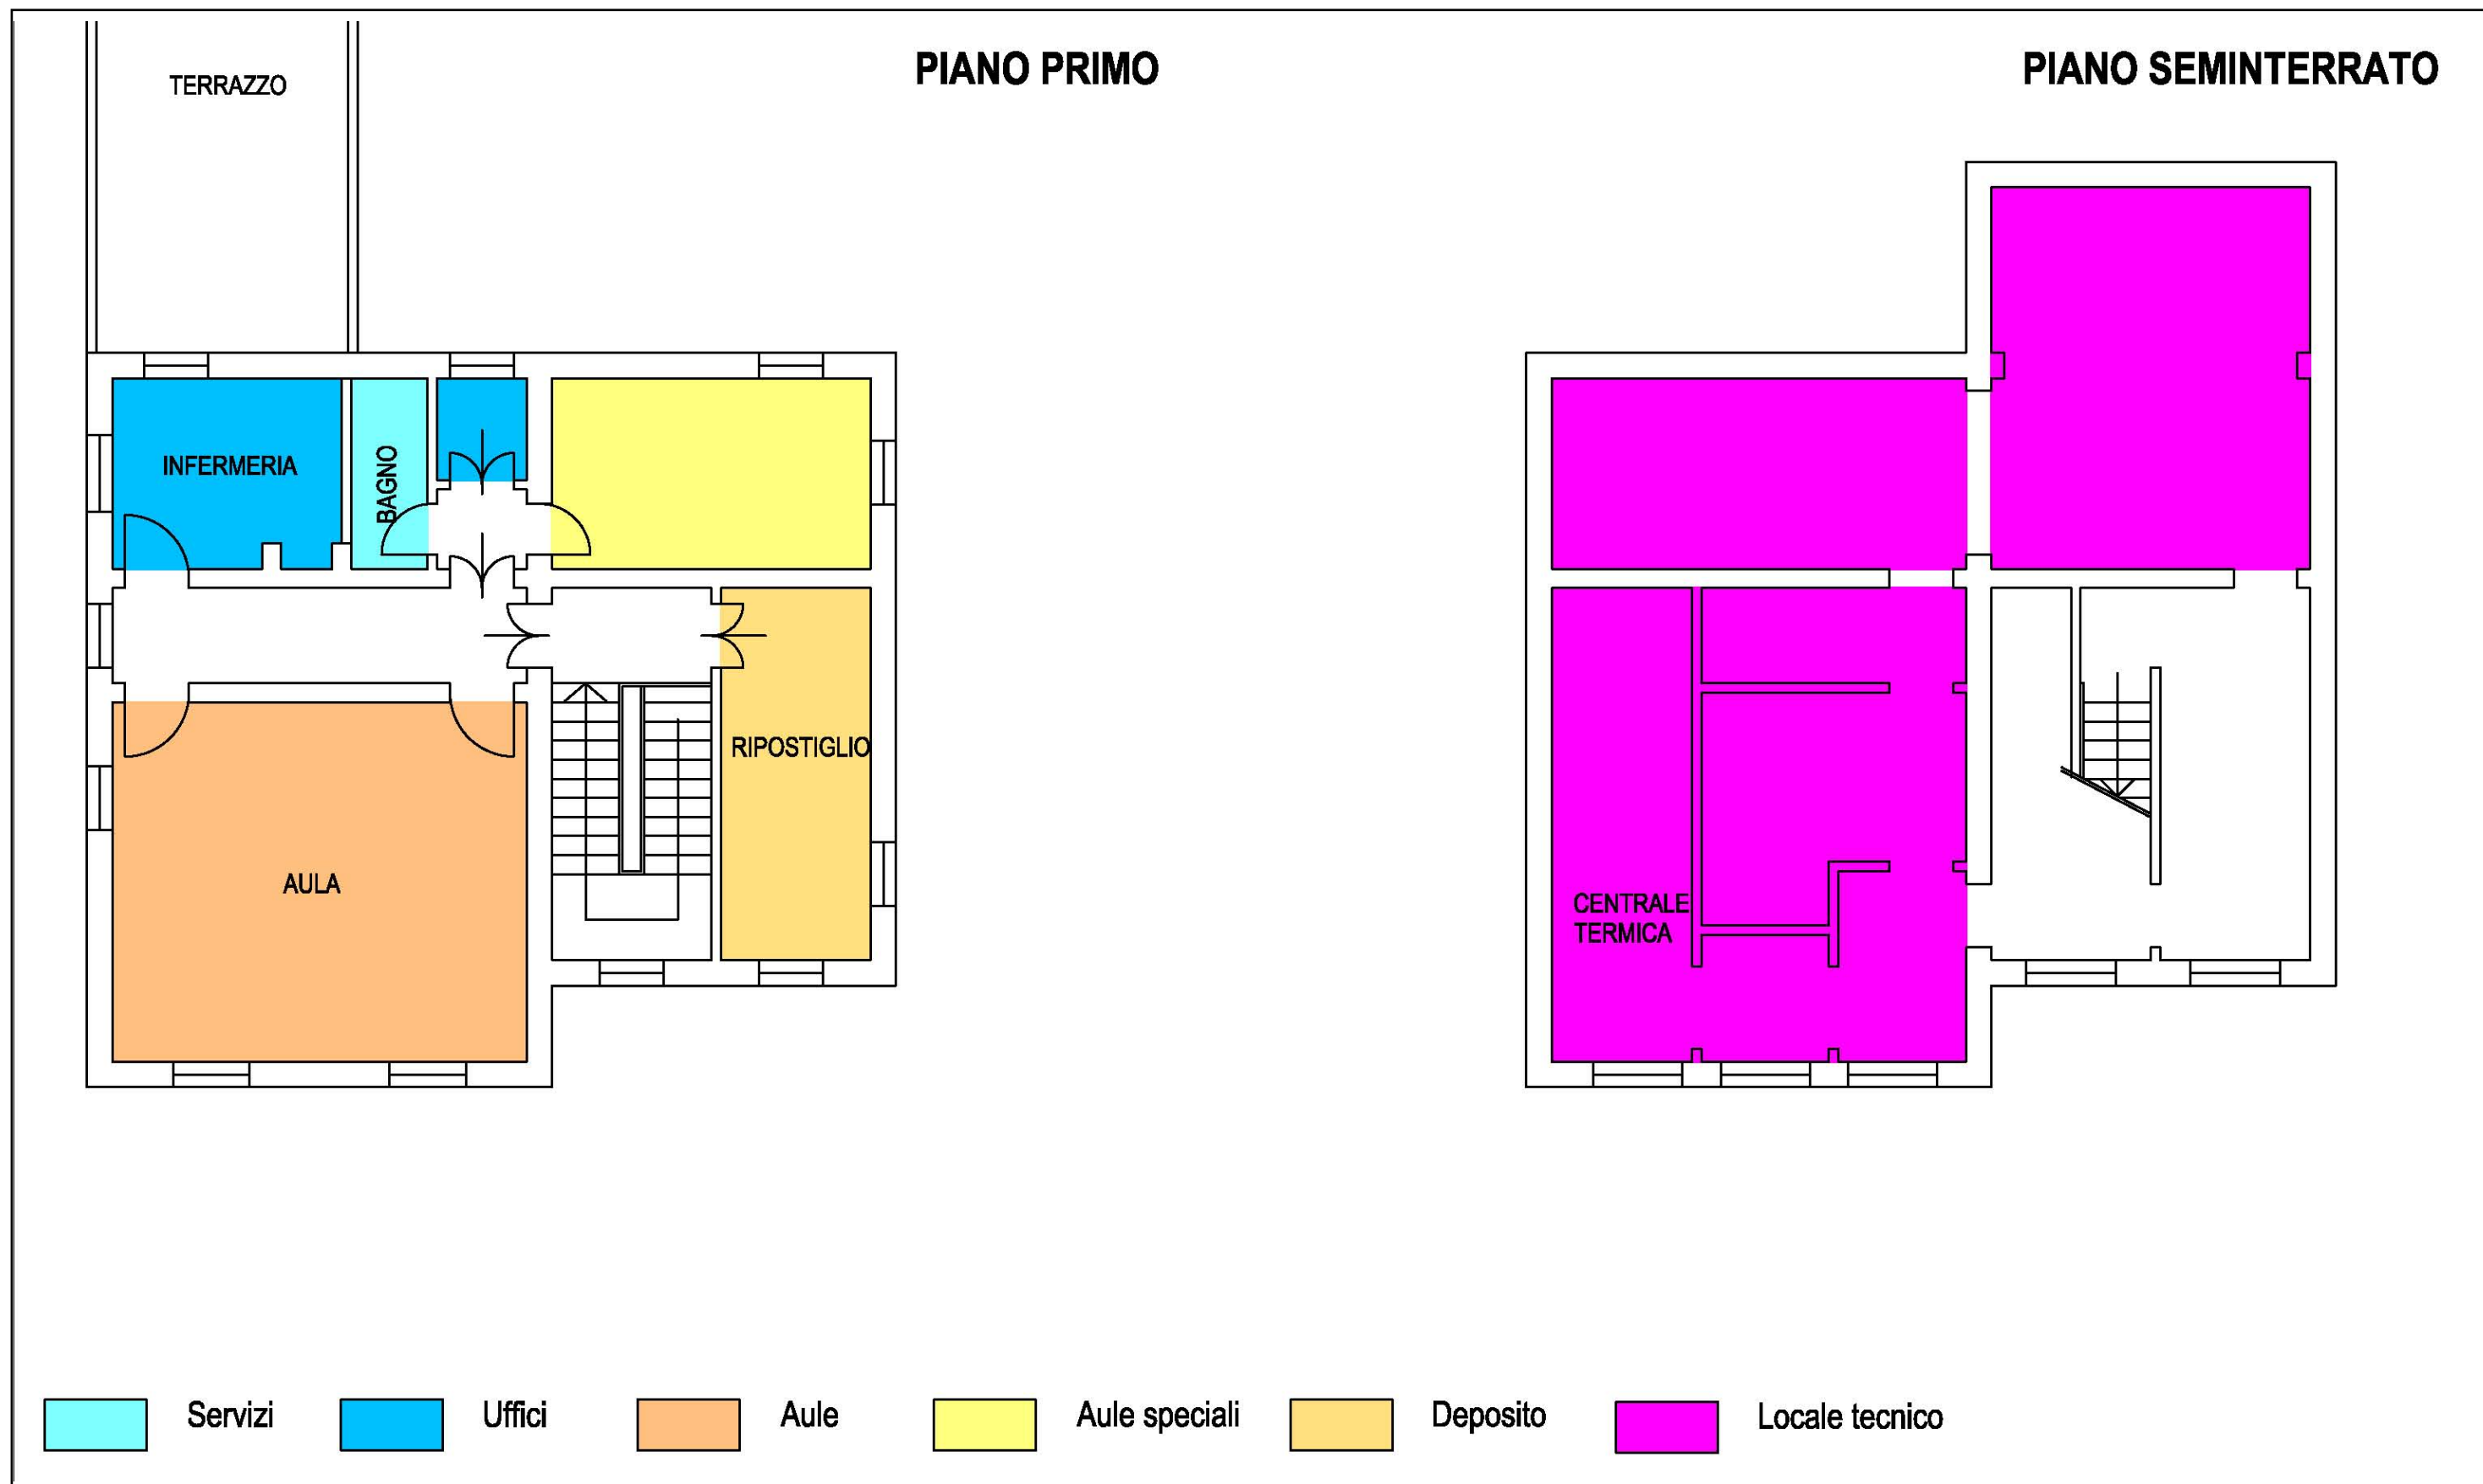 PIANO PRIMO
PIANO SEMINTERRATO
TERRAZZO
INFERMERIA
BAGNO
RIPOSTIGLIO
AULA
CENTRALE
TERMICA
Servizi
Uffici
Aule
Aule speciali
Deposito
Locale tecnico